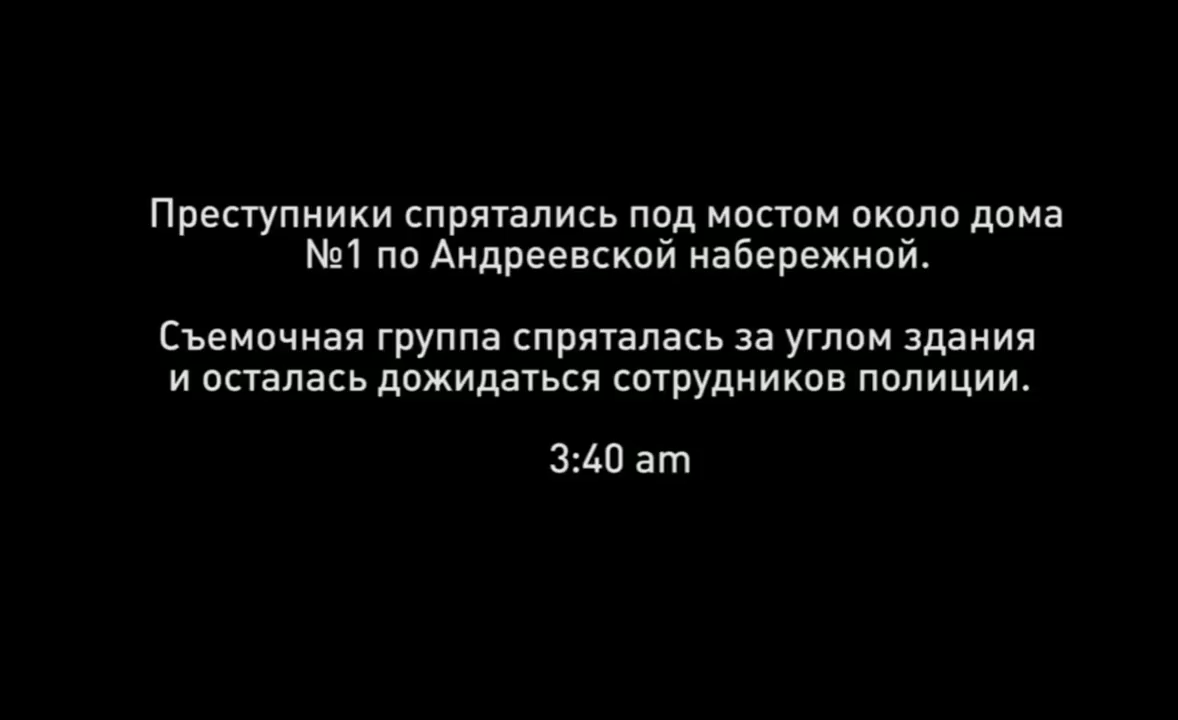 Преступники спрятались под мостом около дома
№1 по Андреевской набережной.
Съемочная группа спряталась за углом здания
и осталась дожидаться сотрудников полиции.
3:40 am